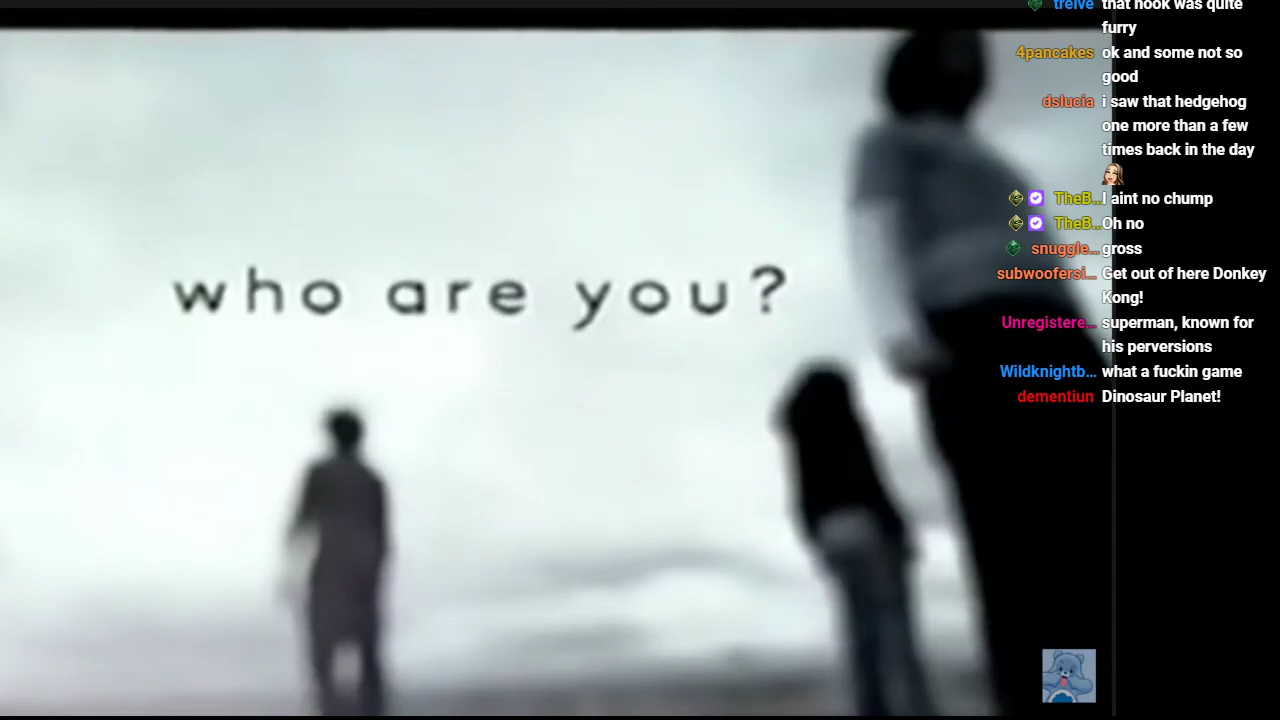 who are you?
treive that hook was quite
furry
4pancakes ok and some not so
good
dslucia i saw that hedgehog
one more than a few
times back in the day
TheB... I aint no chump
TheB... Oh no
snuggle... gross
subwoofersi... Get out of here Donkey
Kong!
Unregistere... superman, known for
his perversions
Wildknightb... what a fuckin game
dementiun Dinosaur Planet!